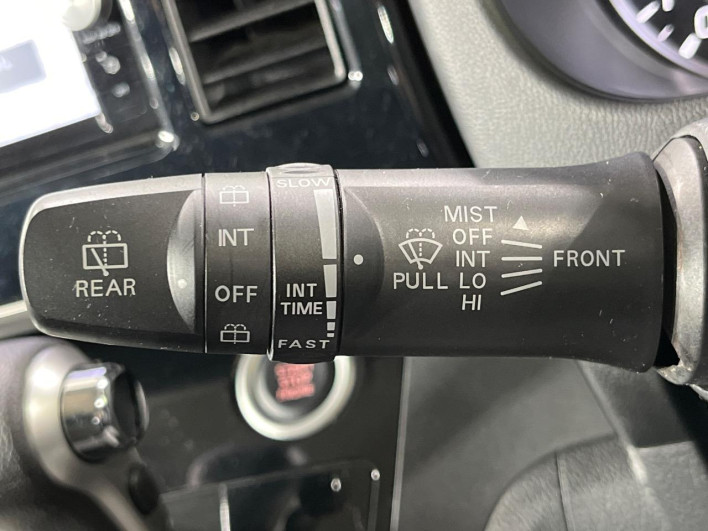 REAR
INT
OFF
SLOW
INT
TIME
FAST
MIST
OFF
INT
PULL LO
HI
FRONT